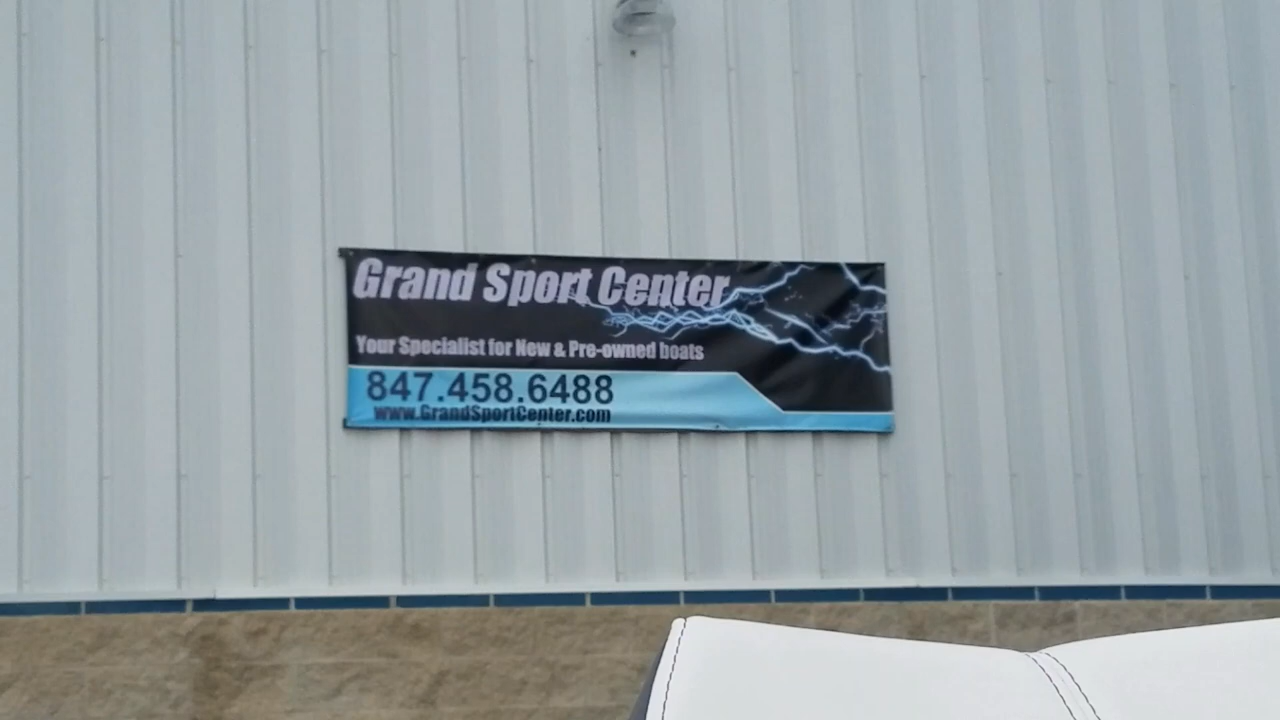 Grand Sport Center
Your Specialist for New & Pre-owned boats
847.458.6488
www.GrandSportCenter.com